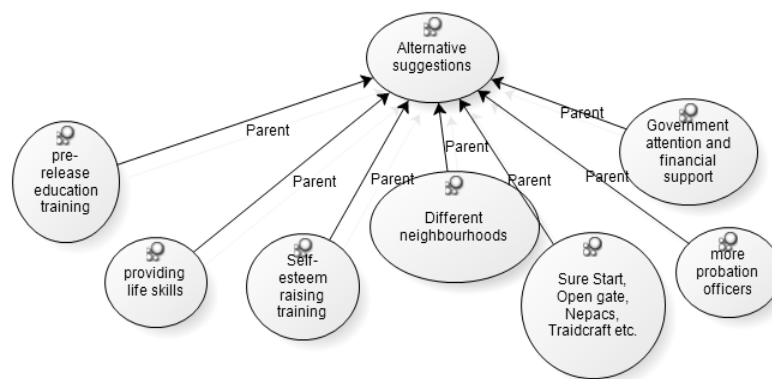 Alternative
suggestions
Parent
Parent
Parent
Parent
Parent
Parent
Parent
pre-
release
education
training
providing
life skills
Self-
esteem
raising
training
Different
neighbourhoods
Sure Start,
Open gate,
Nepacs,
Traidcraft etc.
more
probation
officers
Government
attention and
financial
support